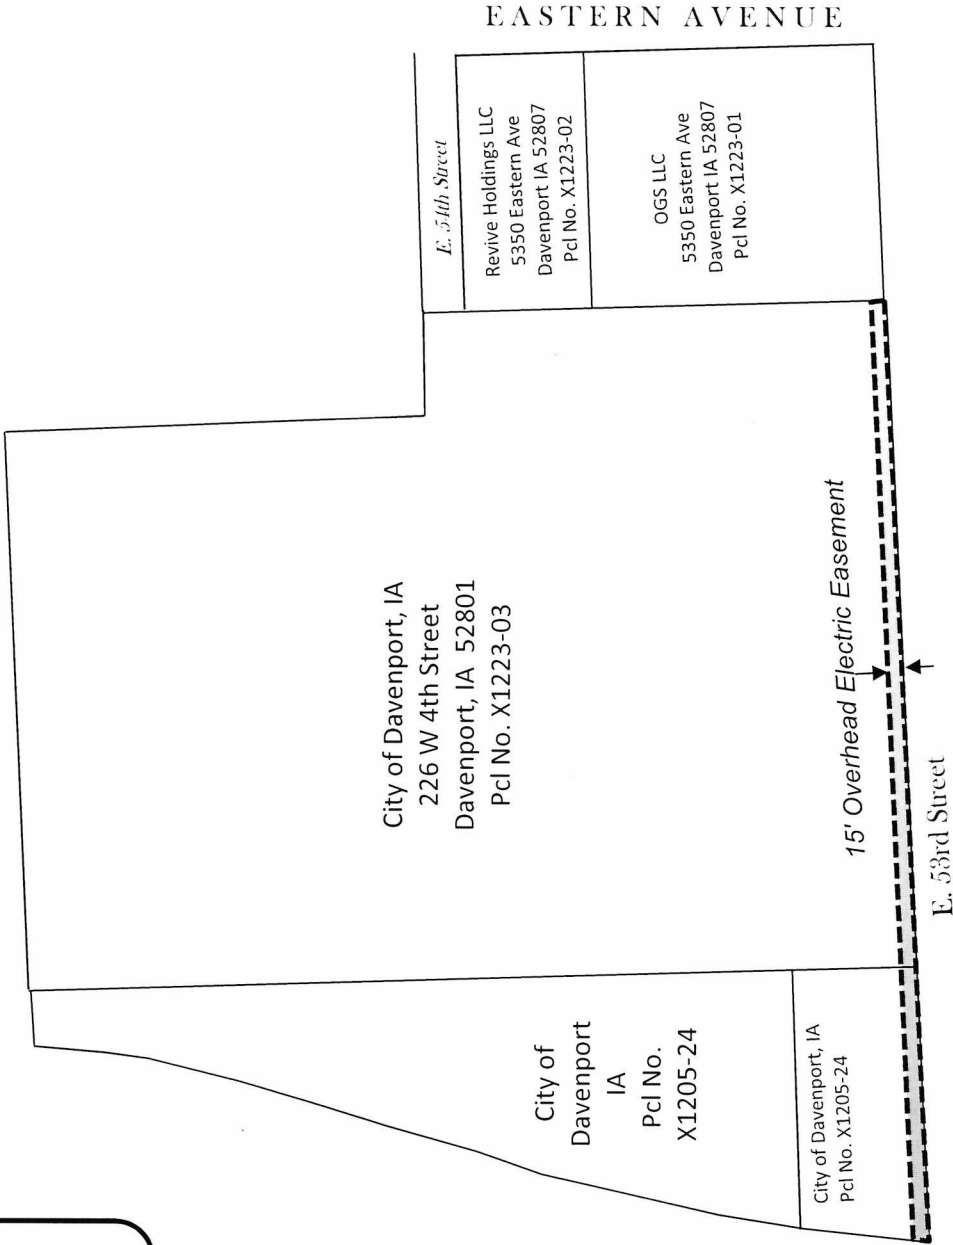 EASTERN AVENUE
E. 54th Street
Revive Holdings LLC
5350 Eastern Ave
Davenport IA 52807
Pcl No. X1223-02
OGS LLC
5350 Eastern Ave
Davenport IA 52807
Pcl No. X1223-01
City of Davenport, IA
226 W 4th Street
Davenport, IA 52801
Pcl No. X1223-03
15' Overhead Electric Easement
City of
Davenport
IA
Pcl No.
X1205-24
City of Davenport, IA
Pcl No. X1205-24
E. 53rd Street